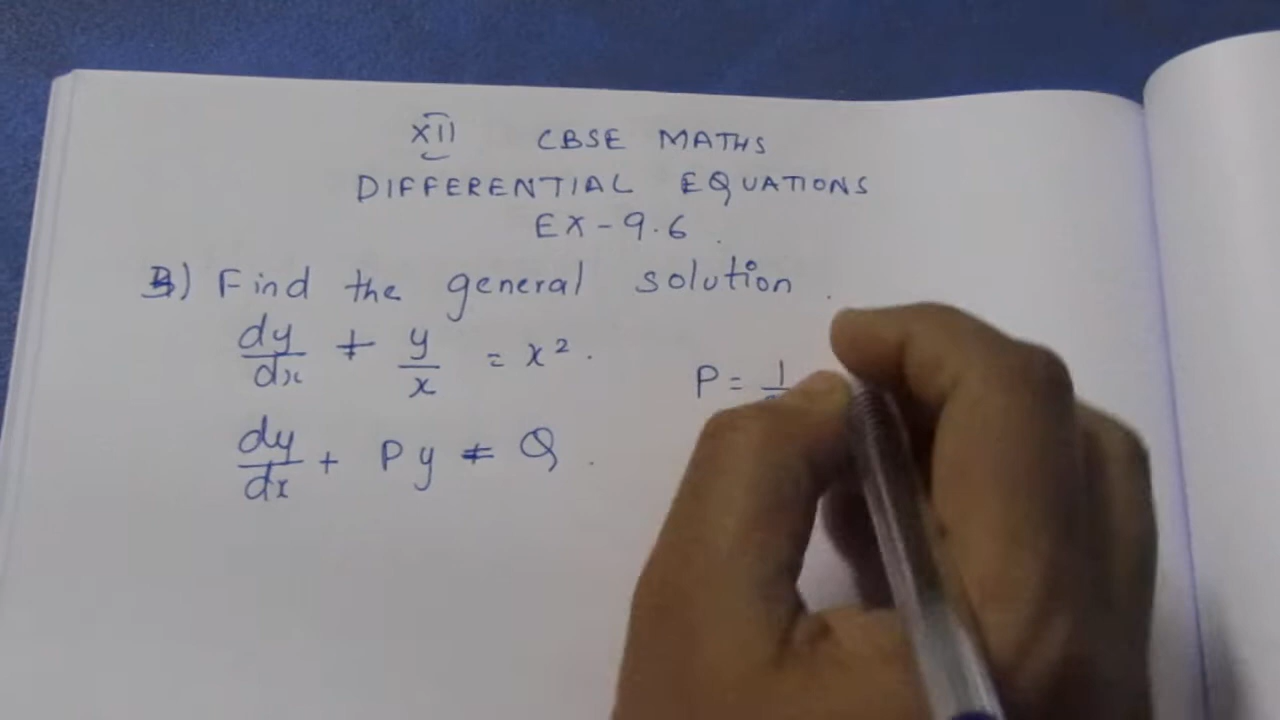 XII CBSE MATHS
DIFFERENTIAL EQUATIONS
EX-9.6.
3) Find the general solution.
dy/dx + y/x = x².
P = 1/
dy/dx + Py = Q.